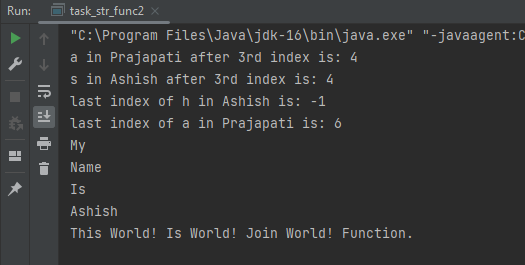 Run: task_str_func2
"C:\Program Files\Java\jdk-16\bin\java.exe" "-javaagent:C
a in Prajapati after 3rd index is: 4
s in Ashish after 3rd index is: 4
last index of h in Ashish is: -1
last index of a in Prajapati is: 6
My
Name
Is
Ashish
This World! Is World! Join World! Function.